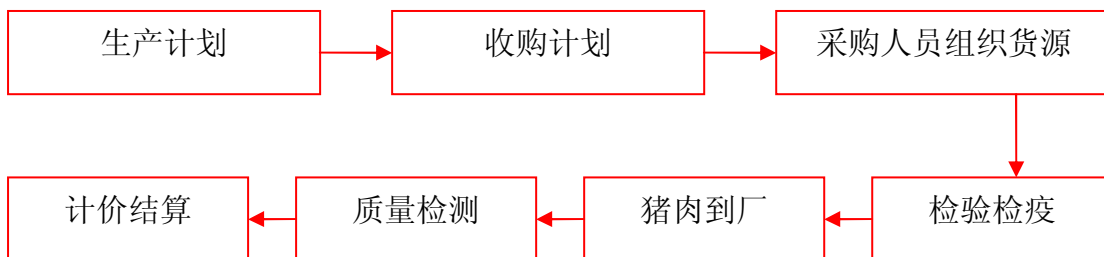 生产计划
收购计划
采购人员组织货源
计价结算
质量检测
猪肉到厂
检验检疫